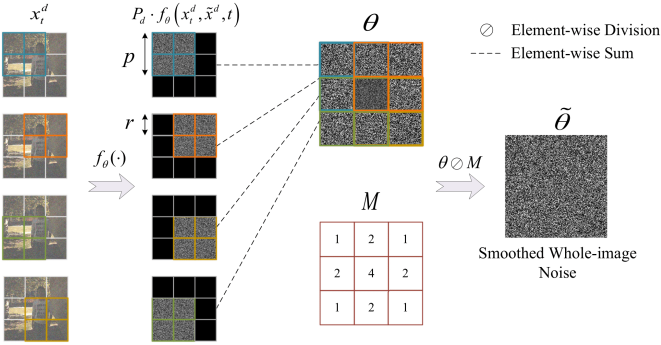 x_t^d
P_d · f_θ(x_t^d, x̃^d, t)
θ
⊘ Element-wise Division
Element-wise Sum
p
r
f_θ(·)
θ̃
θ ⊘ M
M
1 2 1
2 4 2
1 2 1
Smoothed Whole-image
Noise